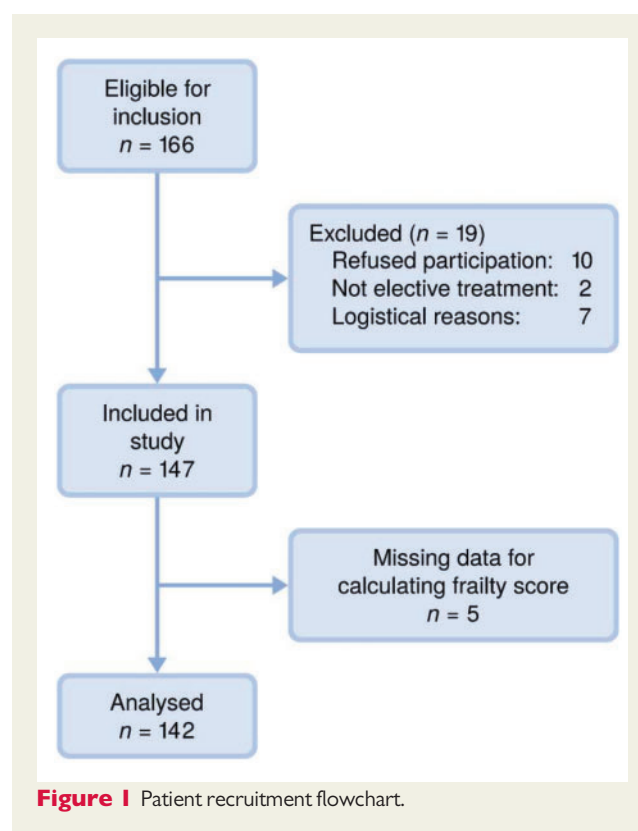 Eligible for
inclusion
n = 166
Excluded (n = 19)
Refused participation: 10
Not elective treatment: 2
Logistical reasons: 7
Included in
study
n = 147
Missing data for
calculating frailty score
n = 5
Analysed
n = 142
Figure 1 Patient recruitment flowchart.